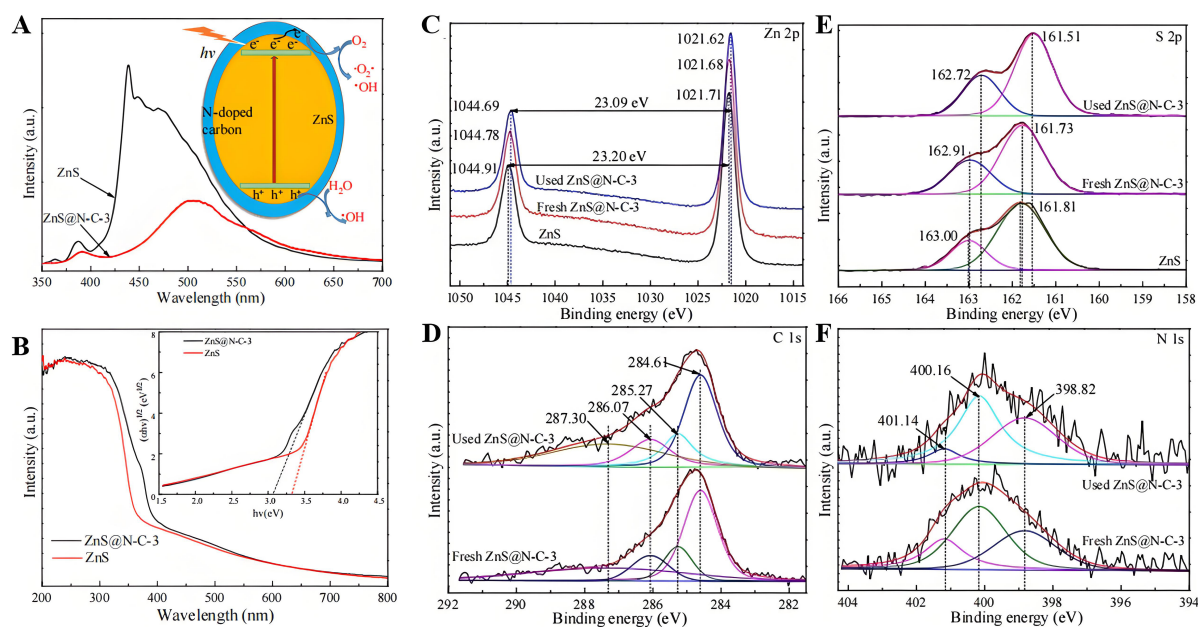 A
Intensity (a.u.)
ZnS
ZnS@N-C-3
350 400 450 500 550 600 650 700
Wavelength (nm)
hν
e⁻ e⁻ e⁻
e⁻
O₂
·O₂•
•OH
N-doped
carbon
ZnS
h⁺ h⁺ h⁺
H₂O
•OH
B
Intensity (a.u.)
ZnS@N-C-3
ZnS
200 300 400 500 600 700 800
Wavelength (nm)
ZnS@N-C-3
ZnS
(αhν)^1/2 (eV^1/2)
8
6
4
2
0
1.5 2.0 2.5 3.0 3.5 4.0 4.5
hν(eV)
C
Zn 2p
Intensity (a.u.)
1021.62
1021.68
1021.71
1044.69
1044.78
1044.91
23.09 eV
23.20 eV
Used ZnS@N-C-3
Fresh ZnS@N-C-3
ZnS
1050 1045 1040 1035 1030 1025 1020 1014
Binding energy (eV)
D
C 1s
Intensity (a.u.)
284.61
285.27
286.07
287.30
Used ZnS@N-C-3
Fresh ZnS@N-C-3
292 290 288 286 284 282
Binding energy (eV)
E
S 2p
Intensity (a.u.)
161.51
162.72
Used ZnS@N-C-3
161.73
162.91
Fresh ZnS@N-C-3
161.81
163.00
ZnS
166 165 164 163 162 161 160 159 158
Binding energy (eV)
F
N 1s
Intensity (a.u.)
400.16
398.82
401.14
Used ZnS@N-C-3
Fresh ZnS@N-C-3
404 402 400 398 396 394
Binding energy (eV)